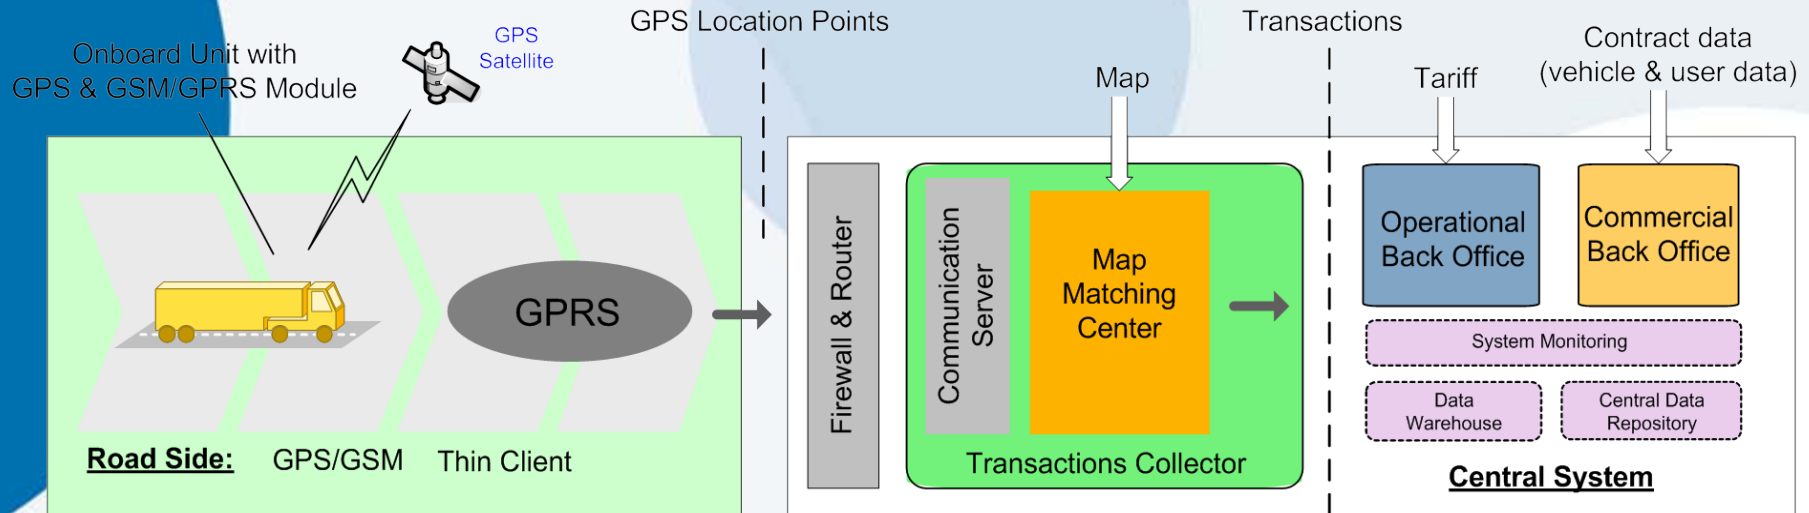 Onboard Unit with
GPS & GSM/GPRS Module
GPS
Satellite
GPS Location Points
Transactions
Map
Tariff
Contract data
(vehicle & user data)
GPRS
Road Side: GPS/GSM Thin Client
Firewall & Router
Communication
Server
Map
Matching
Center
Transactions Collector
Operational
Back Office
Commercial
Back Office
System Monitoring
Data
Warehouse
Central Data
Repository
Central System